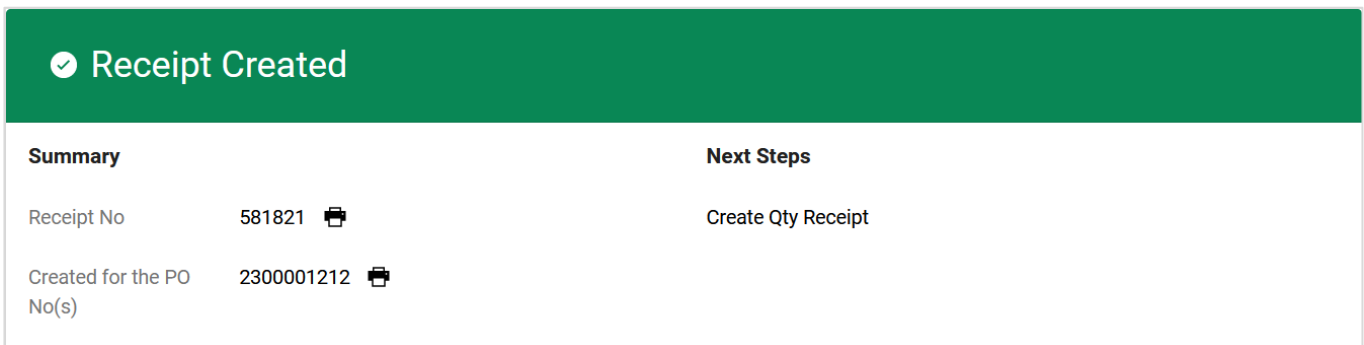 Receipt Created
Summary
Next Steps
Receipt No 581821
Create Qty Receipt
Created for the PO 2300001212
No(s)